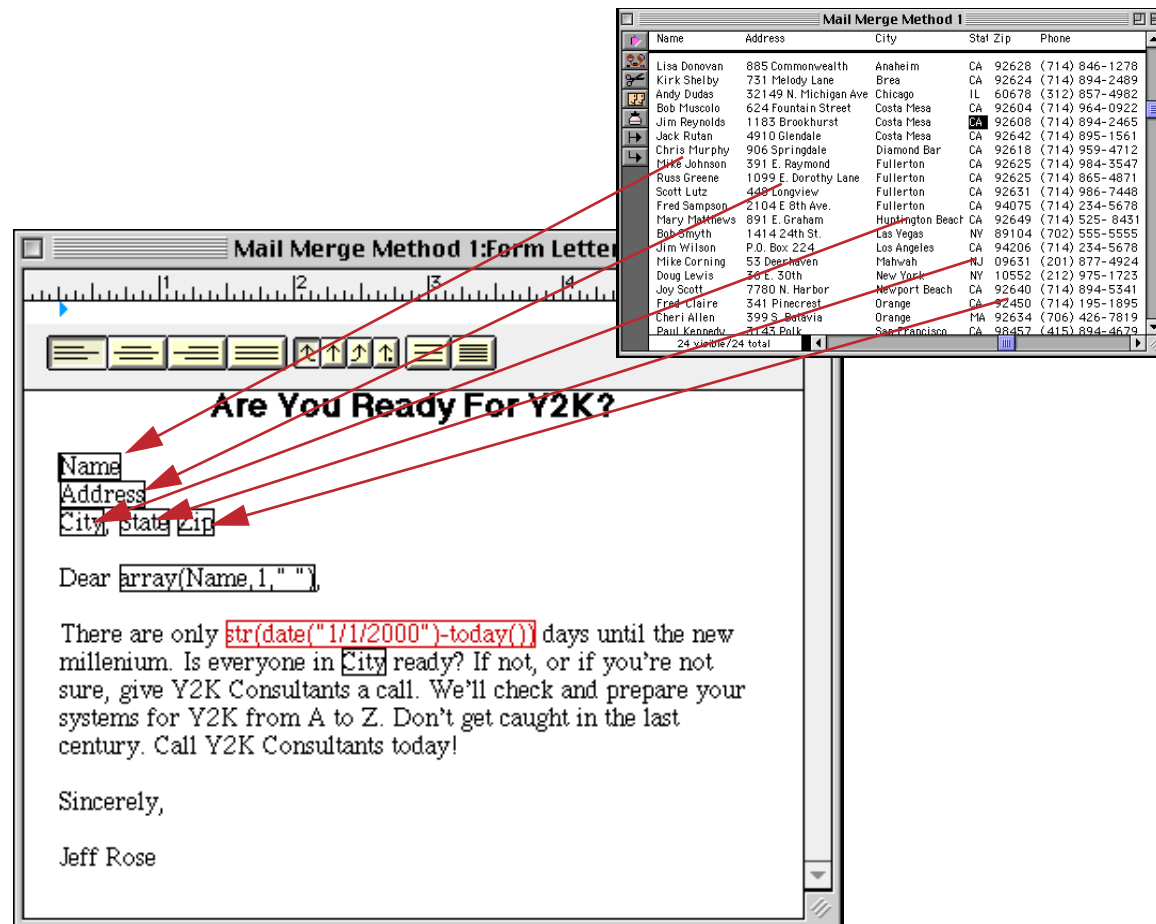 Mail Merge Method 1
Name Address City Stat Zip Phone
Lisa Donovan 885 Commonwealth Anaheim CA 92628 (714) 846-1278
Kirk Shelby 731 Melody Lane Brea CA 92624 (714) 894-2489
Andy Dudas 32149 N. Michigan Ave Chicago IL 60678 (312) 857-4982
Bob Muscolo 624 Fountain Street Costa Mesa CA 92604 (714) 964-0922
Jim Reynolds 1183 Brookhurst Costa Mesa CA 92608 (714) 894-2465
Jack Rutan 4910 Glendale Costa Mesa CA 92642 (714) 895-1561
Chris Murphy 906 Springdale Diamond Bar CA 92618 (714) 959-4712
Mike Johnson 391 E. Raymond Fullerton CA 92625 (714) 984-3547
Russ Greene 1099 E. Dorothy Lane Fullerton CA 92625 (714) 865-4871
Scott Lutz 448 Longview Fullerton CA 92631 (714) 986-7448
Fred Sampson 2104 E 8th Ave. Fullerton CA 94075 (714) 234-5678
Mary Matthews 891 E. Graham Huntington Beach CA 92649 (714) 525- 8431
Bob Smyth 1414 24th St. Las Vegas NV 89104 (702) 555-5555
Jim Wilson P.O. Box 224 Los Angeles CA 94206 (714) 234-5678
Mike Corning 53 Deerhaven Mahwah NJ 09631 (201) 877-4924
Doug Lewis 36 E. 30th New York NY 10552 (212) 975-1723
Joy Scott 7780 N. Harbor Newport Beach CA 92640 (714) 894-5341
Fred Claire 341 Pinecrest Orange CA 92450 (714) 195-1895
Cheri Allen 399 S. Batavia Orange MA 92634 (706) 426-7819
Paul Kennedy 3143 Polk San Francisco CA 98457 (415) 894-4679
24 visible/24 total
Mail Merge Method 1:Form Letter
1 2 3 4
Are You Ready For Y2K?
Name
Address
City, State Zip
Dear array(Name,1," "),
There are only str(date("1/1/2000")-today()) days until the new
millenium. Is everyone in City ready? If not, or if you're not
sure, give Y2K Consultants a call. We'll check and prepare your
systems for Y2K from A to Z. Don't get caught in the last
century. Call Y2K Consultants today!
Sincerely,
Jeff Rose